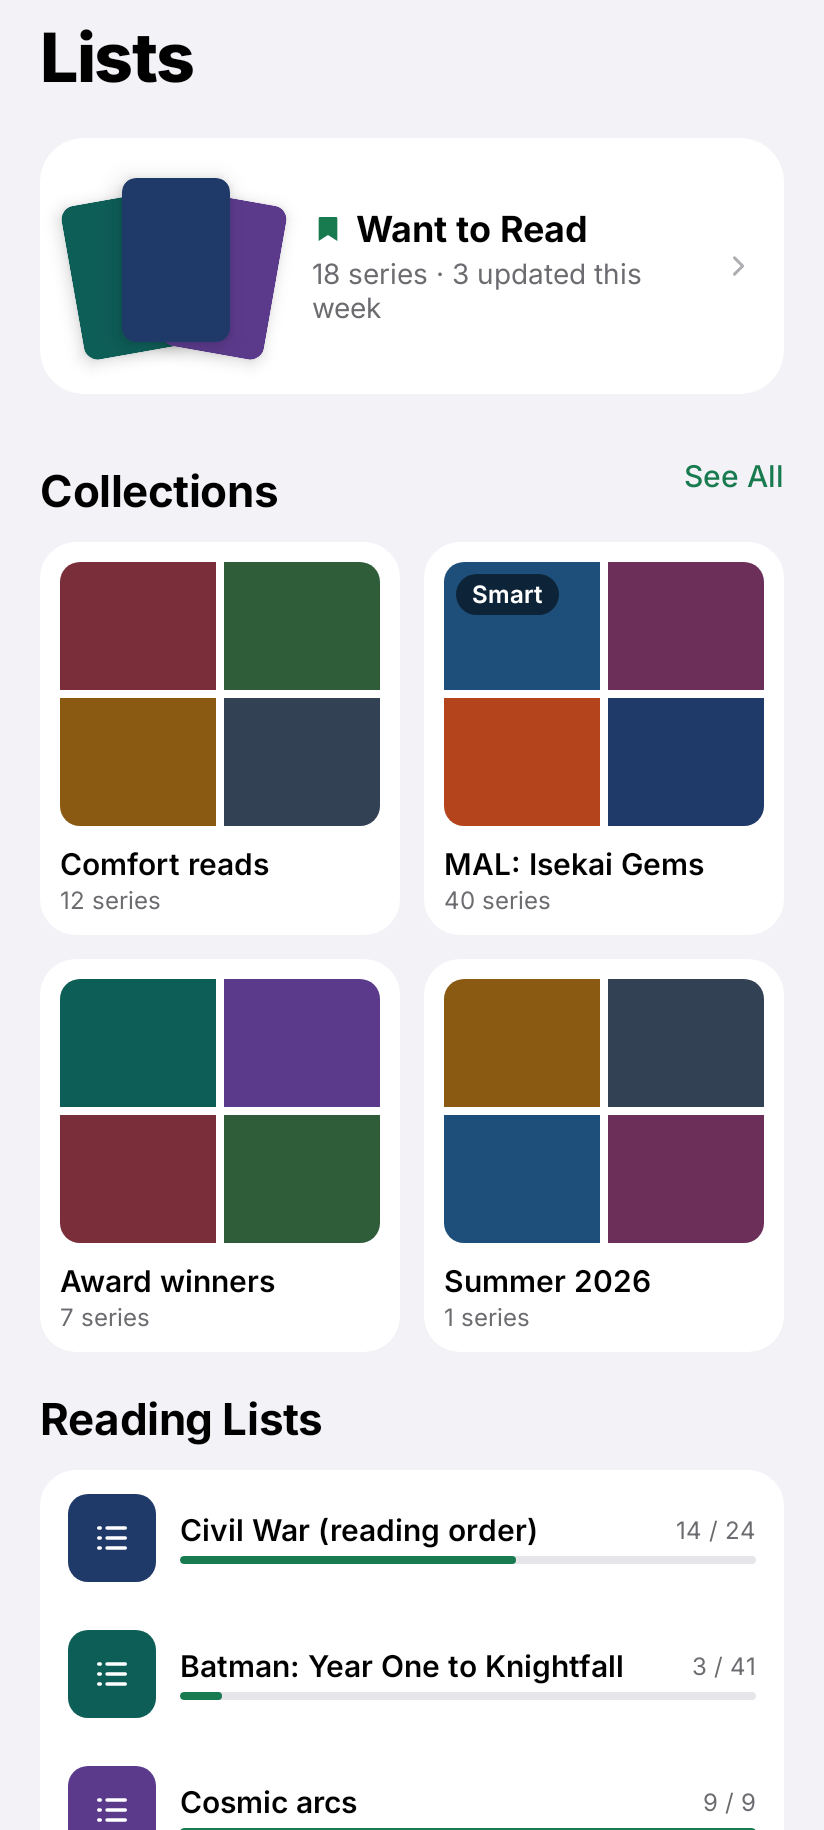 Lists
Want to Read
18 series · 3 updated this
week
Collections
See All
Smart
Comfort reads
12 series
MAL: Isekai Gems
40 series
Award winners
7 series
Summer 2026
1 series
Reading Lists
Civil War (reading order)
14 / 24
Batman: Year One to Knightfall
3 / 41
Cosmic arcs
9 / 9